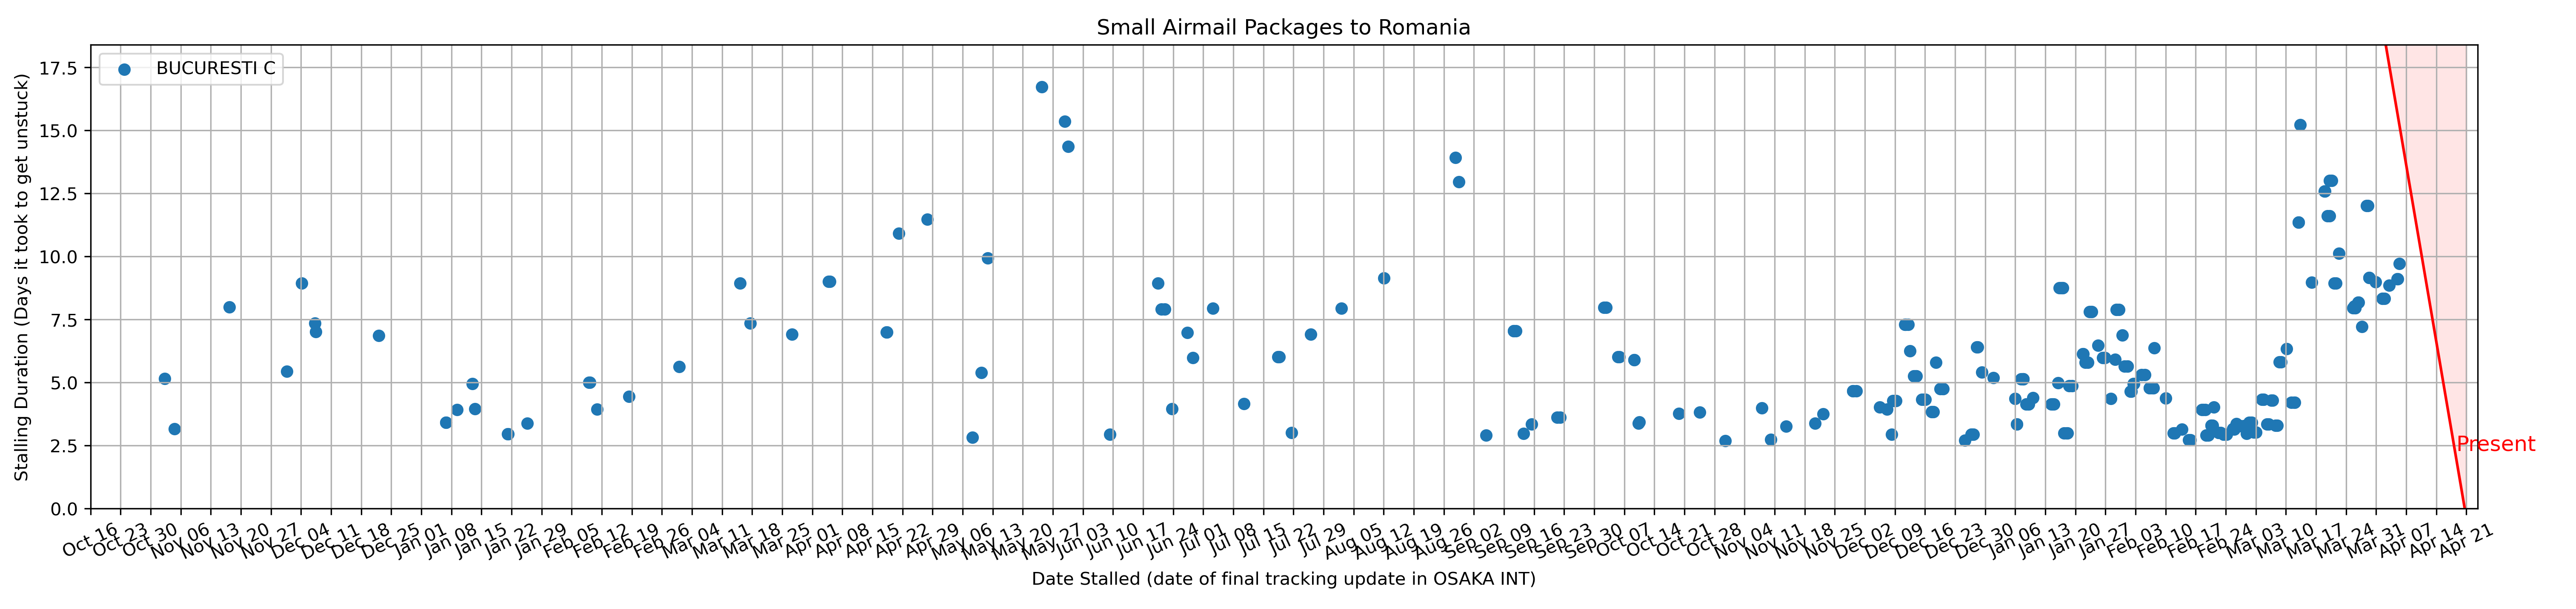 Small Airmail Packages to Romania
BUCURESTI C
Stalling Duration (Days it took to get unstuck)
17.5
15.0
12.5
10.0
7.5
5.0
2.5
0.0
Present
Oct 16 Oct 23 Oct 30 Nov 06 Nov 13 Nov 20 Nov 27 Dec 04 Dec 11 Dec 18 Dec 25 Jan 01 Jan 08 Jan 15 Jan 22 Jan 29 Feb 05 Feb 12 Feb 19 Feb 26 Mar 04 Mar 11 Mar 18 Mar 25 Apr 01 Apr 08 Apr 15 Apr 22 Apr 29 May 06 May 13 May 20 May 27 Jun 03 Jun 10 Jun 17 Jun 24 Jul 01 Jul 08 Jul 15 Jul 22 Jul 29 Aug 05 Aug 12 Aug 19 Aug 26 Sep 02 Sep 09 Sep 16 Sep 23 Sep 30 Oct 07 Oct 14 Oct 21 Oct 28 Nov 04 Nov 11 Nov 18 Nov 25 Dec 02 Dec 09 Dec 16 Dec 23 Dec 30 Jan 06 Jan 13 Jan 20 Jan 27 Feb 03 Feb 10 Feb 17 Feb 24 Mar 03 Mar 10 Mar 17 Mar 24 Mar 31 Apr 07 Apr 14 Apr 21
Date Stalled (date of final tracking update in OSAKA INT)